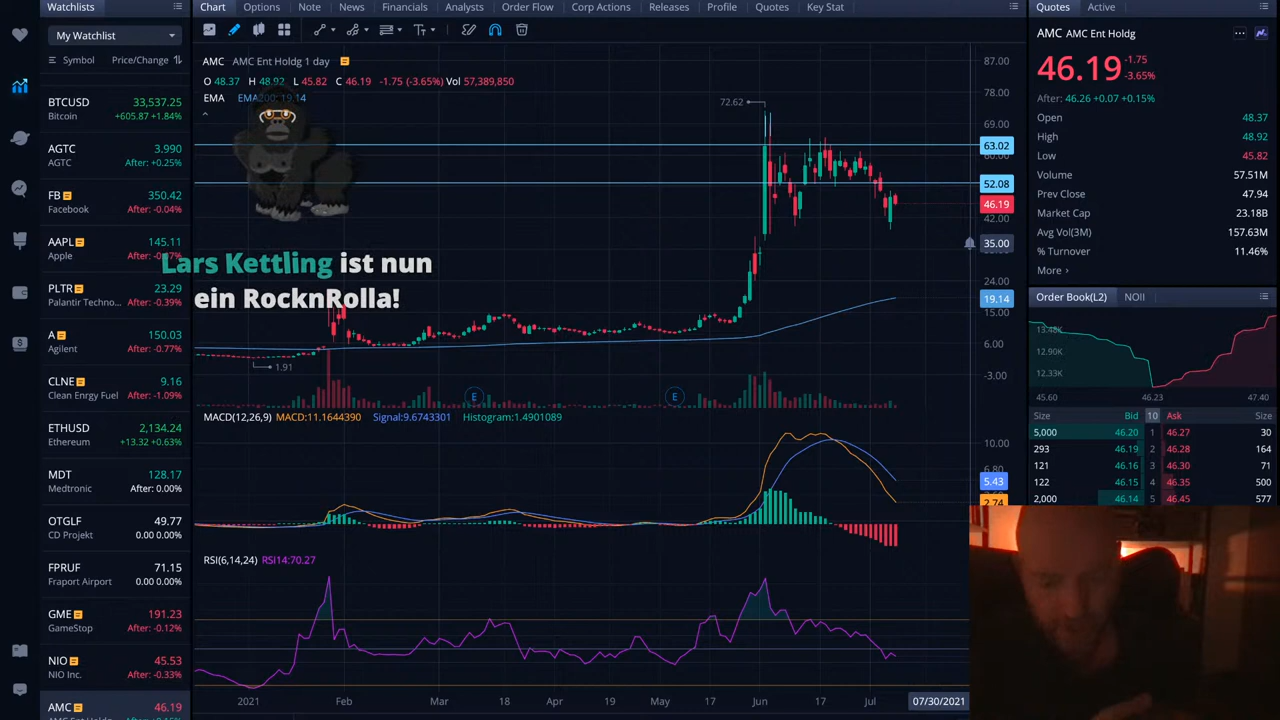 Watchlists
My Watchlist
Symbol Price/Change
BTCUSD 33,537.25
Bitcoin +605.87 +1.84%
AGTC 3.990
AGTC After: +0.25%
FB 350.42
Facebook After: -0.04%
AAPL 145.11
Apple
PLTR 23.29
Palantir Techno... After: -0.39%
A 150.03
Agilent After: -0.77%
CLNE 9.16
Clean Enrgy Fuel After: -1.09%
ETHUSD 2,134.24
Ethereum +13.32 +0.63%
MDT 128.17
Medtronic After: 0.00%
OTGLF 49.77
CD Projekt 0.00 0.00%
FPRUF 71.15
Fraport Airport 0.00 0.00%
GME 191.23
GameStop After: -0.12%
NIO 45.53
NIO Inc. After: -0.33%
AMC 46.19
Chart Options Note News Financials Analysts Order Flow Corp Actions Releases Profile Quotes Key Stat
AMC AMC Ent Holdg 1 day
O 48.37 H 48.92 L 45.82 C 46.19 -1.75 (-3.65%) Vol 57,389,850
EMA EMA200: 19.14
72.62
1.91
Lars Kettling ist nun
ein RocknRolla!
E E
87.00
78.00
69.00
63.02
60.00
52.08
46.19
42.00
35.00
24.00
19.14
15.00
6.00
-3.00
MACD(12,26,9) MACD:11.1644390 Signal:9.6743301 Histogram:1.4901089
10.00
6.80
5.43
2.74
RSI(6,14,24) RSI14:70.27
2021 Feb Mar 18 Apr 19 May 17 Jun 17 Jul 07/30/2021
Quotes Active
AMC AMC Ent Holdg
46.19 -1.75
-3.65%
After: 46.26 +0.07 +0.15%
Open 48.37
High 48.92
Low 45.82
Volume 57.51M
Prev Close 47.94
Market Cap 23.18B
Avg Vol(3M) 157.63M
% Turnover 11.46%
More
Order Book(L2) NOII
13.48K
12.90K
12.33K
45.60 46.23 47.40
Size Bid 10 Ask Size
5,000 46.20 1 46.27 30
293 46.19 2 46.28 164
121 46.16 3 46.30 71
122 46.15 4 46.35 500
2,000 46.14 5 46.45 577